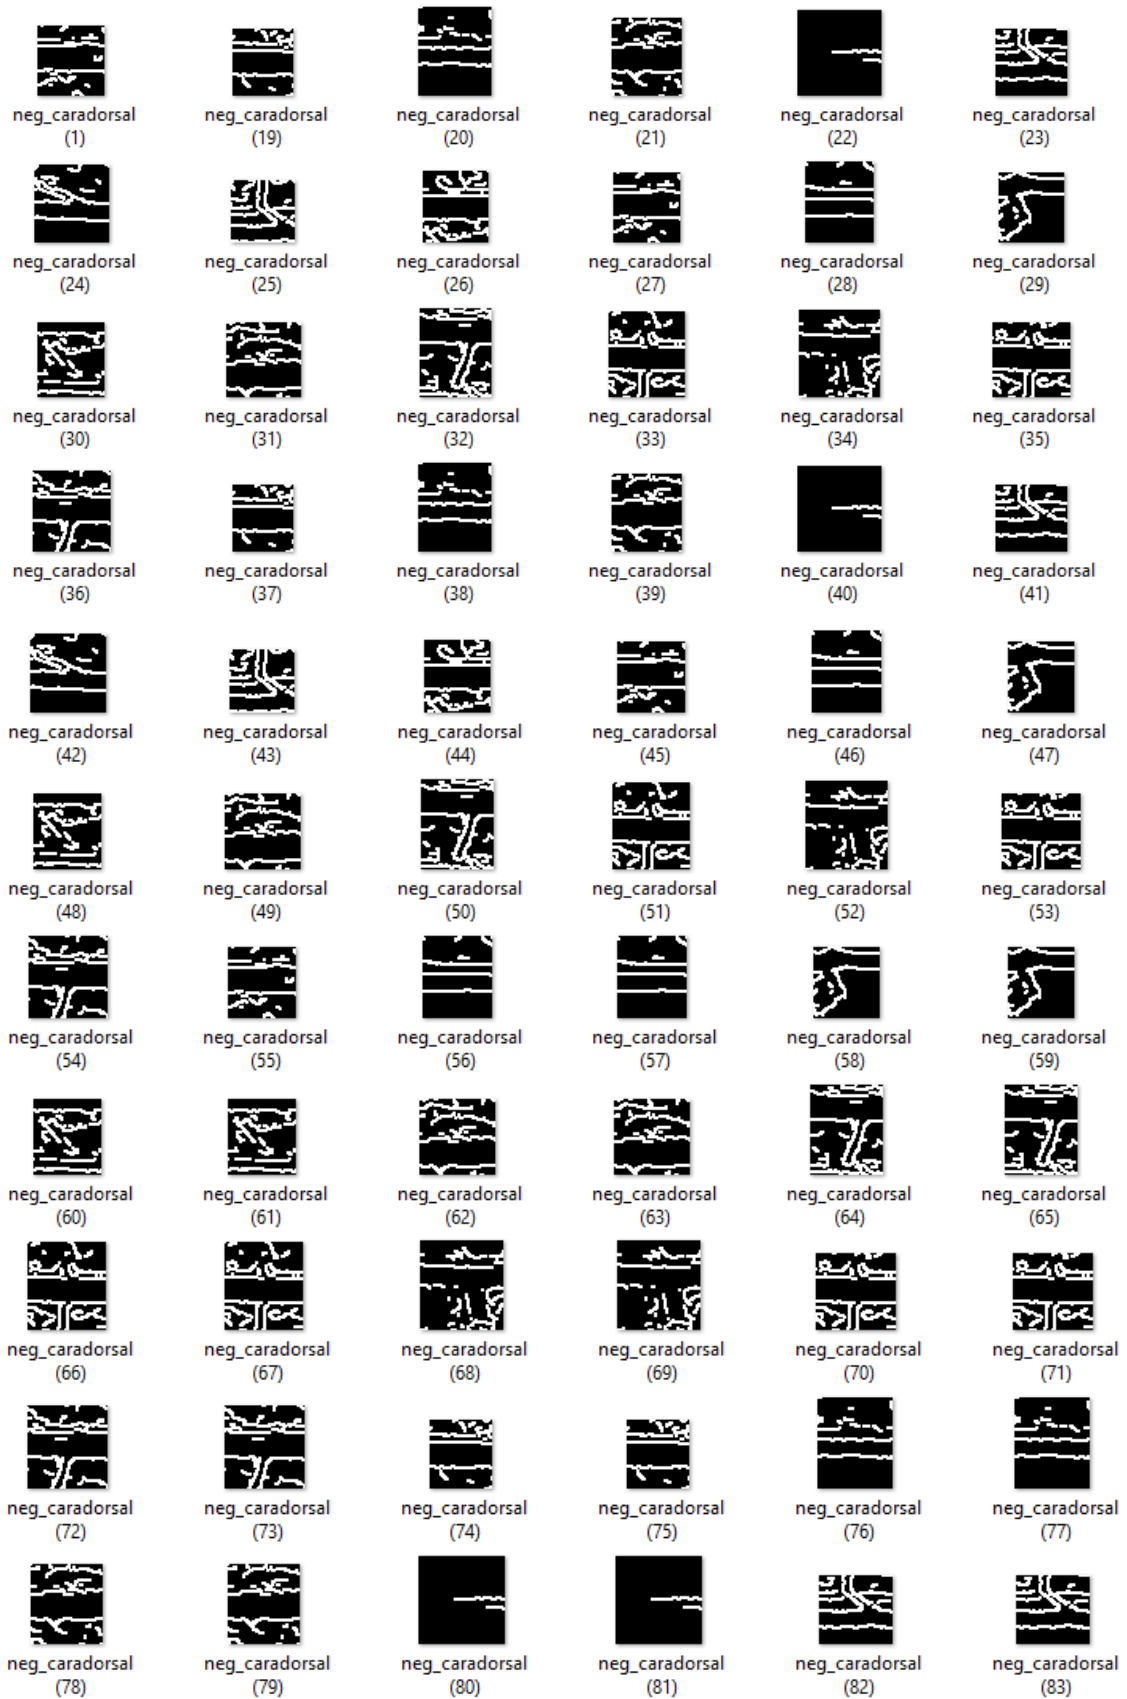 neg_caradorsal neg_caradorsal neg_caradorsal neg_caradorsal neg_caradorsal neg_caradorsal
(1) (19) (20) (21) (22) (23)
neg_caradorsal neg_caradorsal neg_caradorsal neg_caradorsal neg_caradorsal neg_caradorsal
(24) (25) (26) (27) (28) (29)
neg_caradorsal neg_caradorsal neg_caradorsal neg_caradorsal neg_caradorsal neg_caradorsal
(30) (31) (32) (33) (34) (35)
neg_caradorsal neg_caradorsal neg_caradorsal neg_caradorsal neg_caradorsal neg_caradorsal
(36) (37) (38) (39) (40) (41)
neg_caradorsal neg_caradorsal neg_caradorsal neg_caradorsal neg_caradorsal neg_caradorsal
(42) (43) (44) (45) (46) (47)
neg_caradorsal neg_caradorsal neg_caradorsal neg_caradorsal neg_caradorsal neg_caradorsal
(48) (49) (50) (51) (52) (53)
neg_caradorsal neg_caradorsal neg_caradorsal neg_caradorsal neg_caradorsal neg_caradorsal
(54) (55) (56) (57) (58) (59)
neg_caradorsal neg_caradorsal neg_caradorsal neg_caradorsal neg_caradorsal neg_caradorsal
(60) (61) (62) (63) (64) (65)
neg_caradorsal neg_caradorsal neg_caradorsal neg_caradorsal neg_caradorsal neg_caradorsal
(66) (67) (68) (69) (70) (71)
neg_caradorsal neg_caradorsal neg_caradorsal neg_caradorsal neg_caradorsal neg_caradorsal
(72) (73) (74) (75) (76) (77)
neg_caradorsal neg_caradorsal neg_caradorsal neg_caradorsal neg_caradorsal neg_caradorsal
(78) (79) (80) (81) (82) (83)